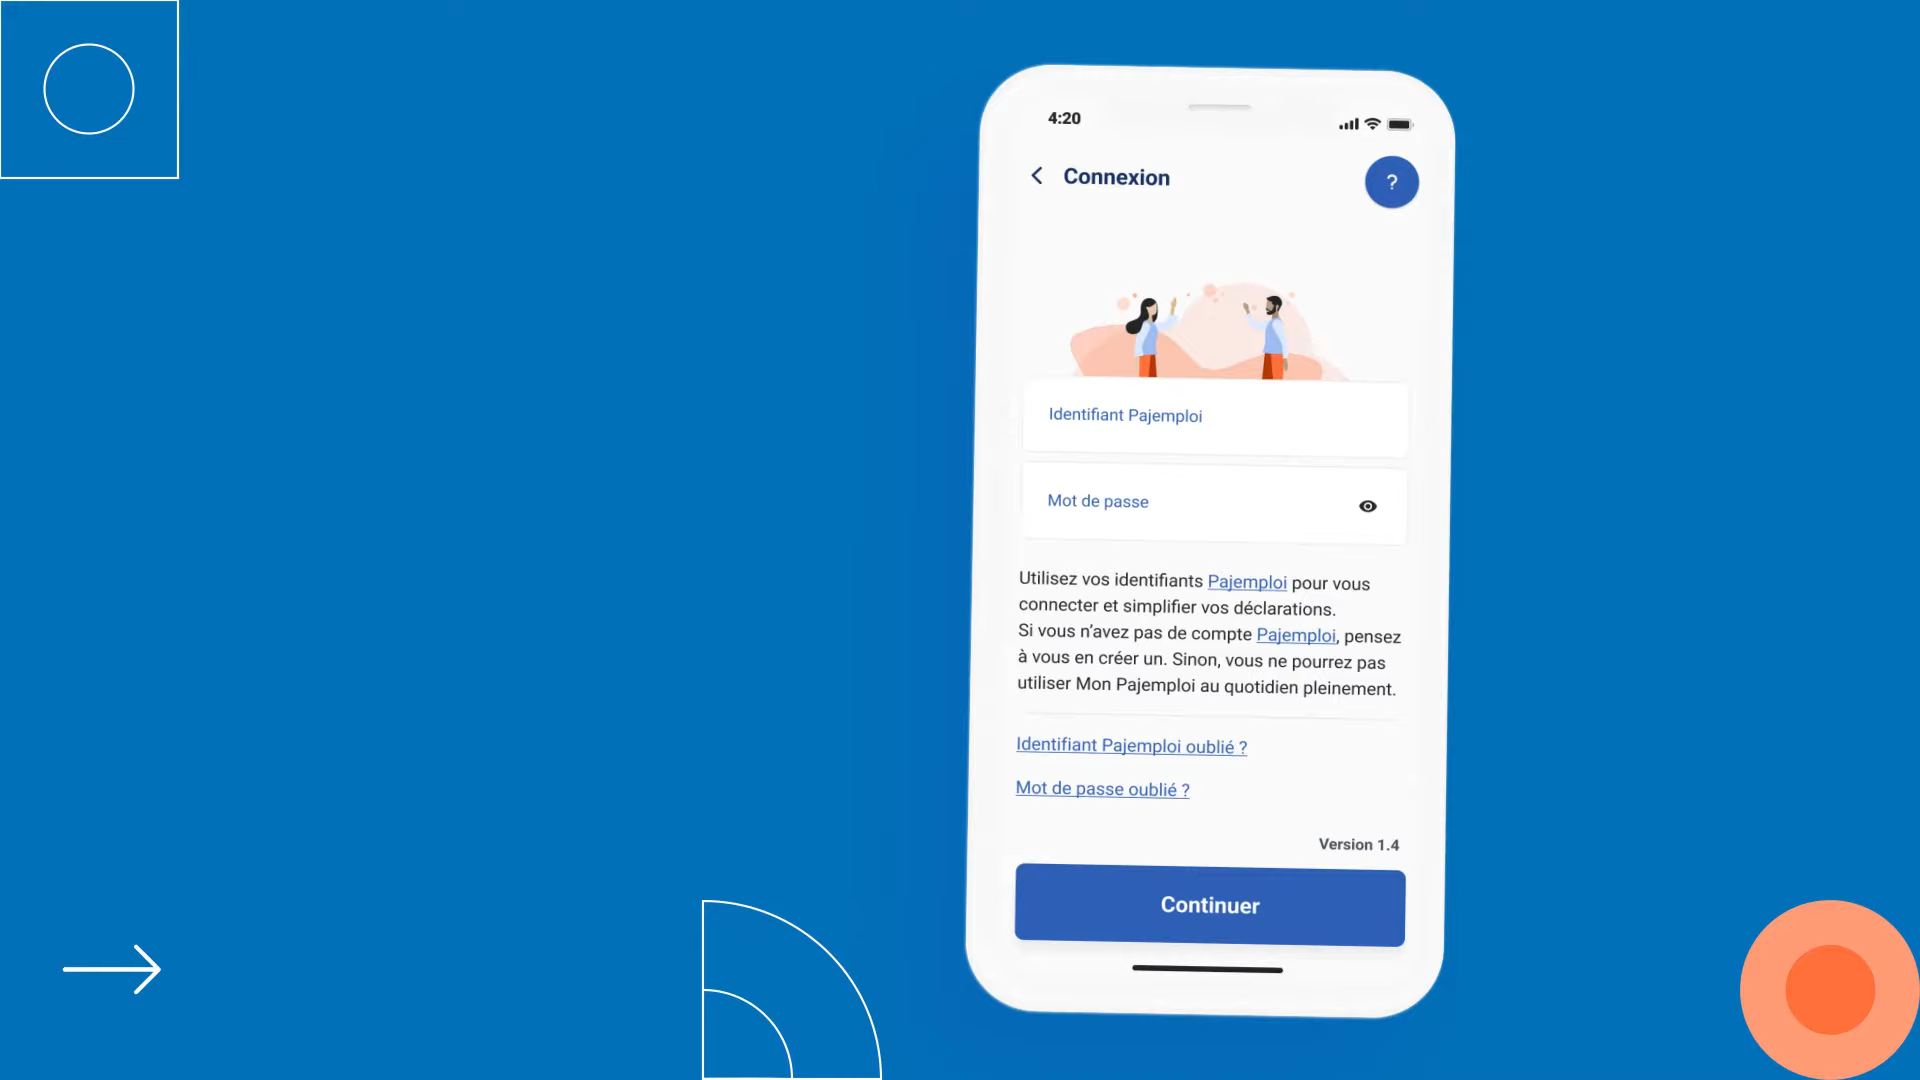 4:20
Connexion
?
Identifiant Pajemploi
Mot de passe
Utilisez vos identifiants Pajemploi pour vous
connecter et simplifier vos déclarations.
Si vous n’avez pas de compte Pajemploi, pensez
à vous en créer un. Sinon, vous ne pourrez pas
utiliser Mon Pajemploi au quotidien pleinement.
Identifiant Pajemploi oublié ?
Mot de passe oublié ?
Version 1.4
Continuer